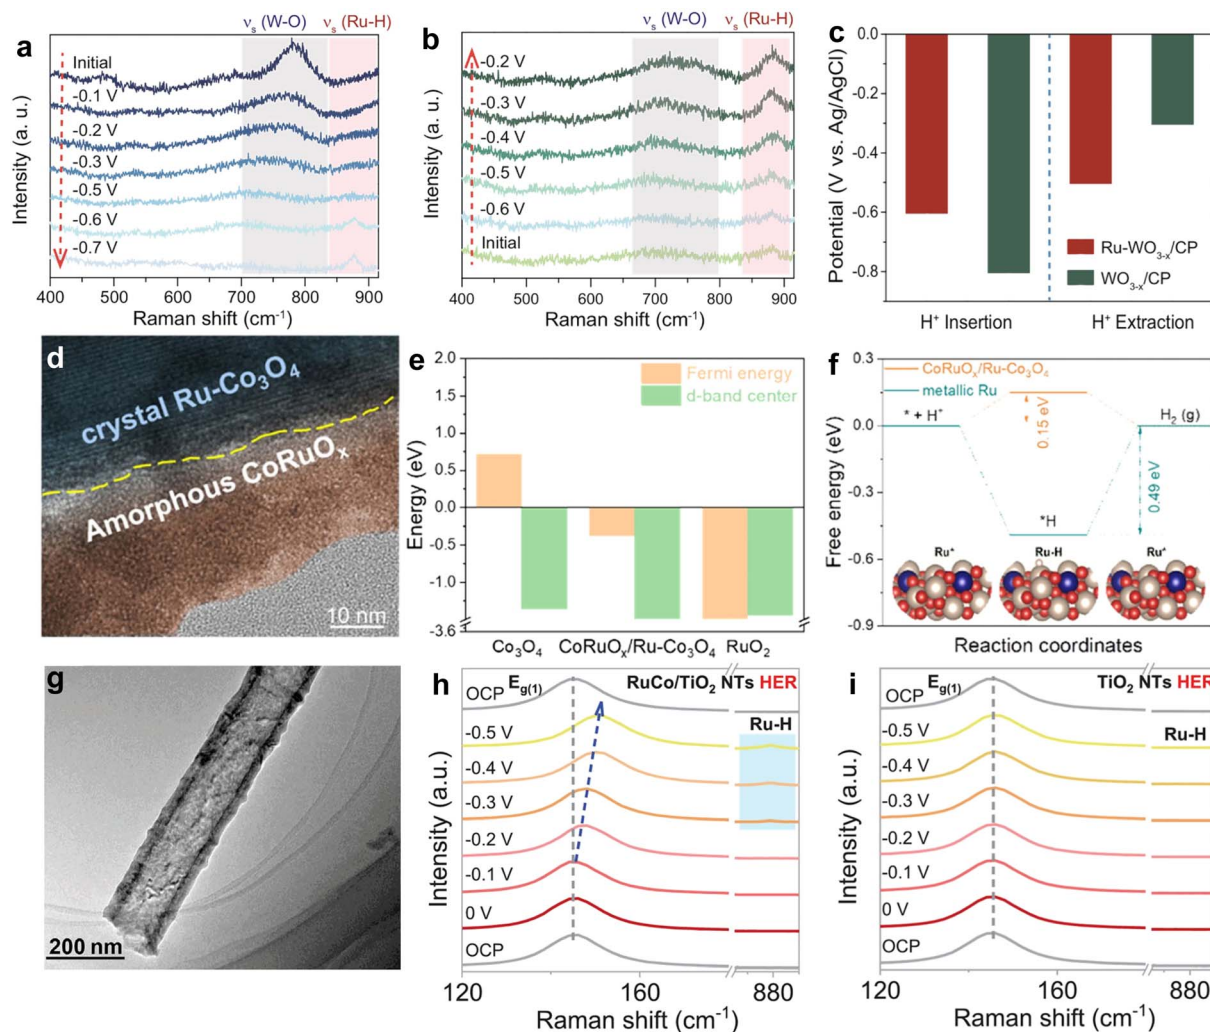 a
νs (W-O)
νs (Ru-H)
Initial
-0.1 V
-0.2 V
-0.3 V
-0.5 V
-0.6 V
-0.7 V
Intensity (a. u.)
400 500 600 700 800 900
Raman shift (cm-1)
b
νs (W-O)
νs (Ru-H)
-0.2 V
-0.3 V
-0.4 V
-0.5 V
-0.6 V
Initial
Intensity (a. u.)
400 500 600 700 800 900
Raman shift (cm-1)
c
0.0
-0.2
-0.4
-0.6
-0.8
Potential (V vs. Ag/AgCl)
Ru-WO3-x/CP
WO3-x/CP
H+ Insertion
H+ Extraction
d
crystal Ru-Co3O4
Amorphous CoRuOx
10 nm
e
2.0
1.5
1.0
0.5
0.0
-0.5
-1.0
-3.6
Energy (eV)
Fermi energy
d-band center
Co3O4
CoRuOx/Ru-Co3O4
RuO2
f
0.3
0.0
-0.3
-0.6
-0.9
Free energy (eV)
CoRuOx/Ru-Co3O4
metallic Ru
* + H+
0.15 eV
H2 (g)
0.49 eV
*H
Ru*
Ru-H
Ru*
Reaction coordinates
g
200 nm
h
OCP
Eg(1)
RuCo/TiO2 NTs HER
Ru-H
-0.5 V
-0.4 V
-0.3 V
-0.2 V
-0.1 V
0 V
OCP
Intensity (a.u.)
120 160 880
Raman shift (cm-1)
i
OCP
Eg(1)
TiO2 NTs HER
Ru-H
-0.5 V
-0.4 V
-0.3 V
-0.2 V
-0.1 V
0 V
OCP
Intensity (a.u.)
120 160 880
Raman shift (cm-1)